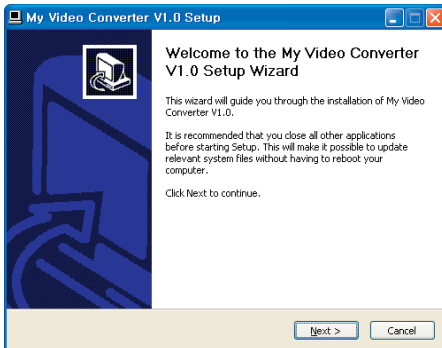 My Video Converter V1.0 Setup
Welcome to the My Video Converter
V1.0 Setup Wizard
This wizard will guide you through the installation of My Video
Converter V1.0.
It is recommended that you close all other applications
before starting Setup. This will make it possible to update
relevant system files without having to reboot your
computer.
Click Next to continue.
Next >
Cancel